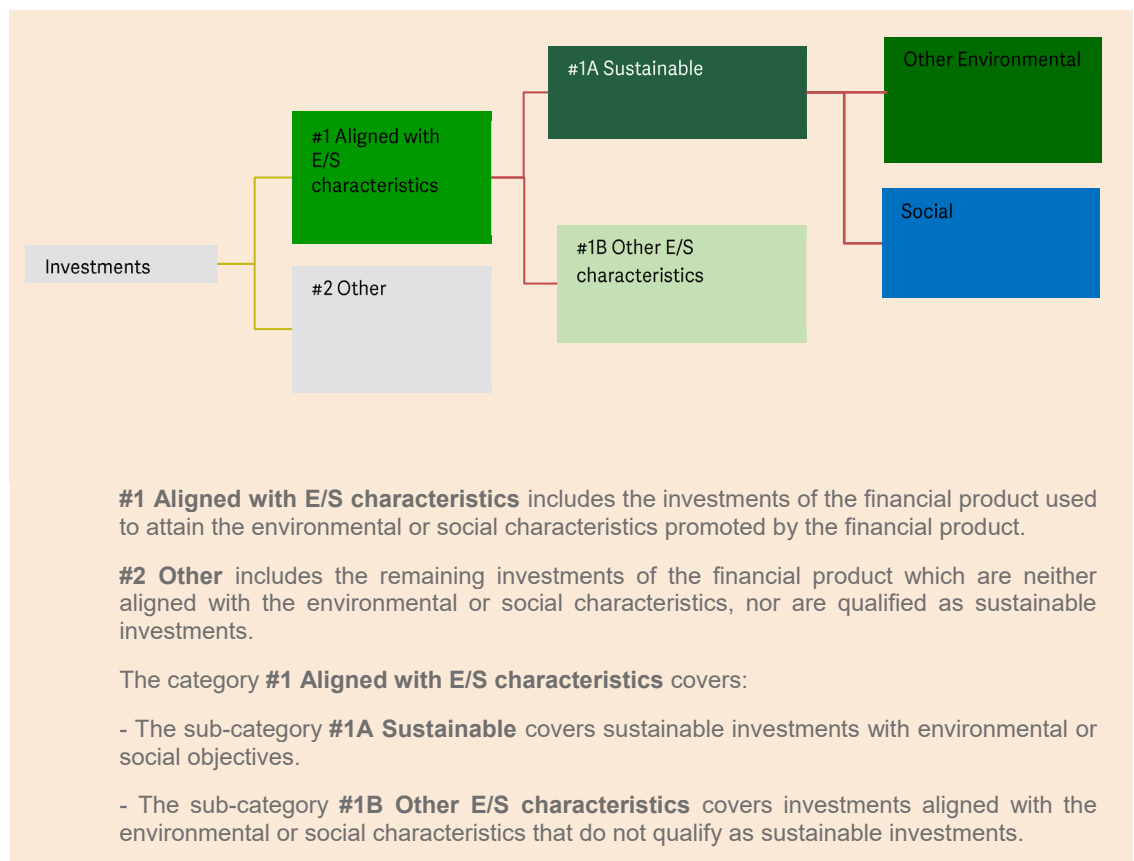 #1A Sustainable
Other Environmental
#1 Aligned with
E/S
characteristics
Social
#1B Other E/S
characteristics
Investments
#2 Other
#1 Aligned with E/S characteristics includes the investments of the financial product used
to attain the environmental or social characteristics promoted by the financial product.
#2 Other includes the remaining investments of the financial product which are neither
aligned with the environmental or social characteristics, nor are qualified as sustainable
investments.
The category #1 Aligned with E/S characteristics covers:
- The sub-category #1A Sustainable covers sustainable investments with environmental or
social objectives.
- The sub-category #1B Other E/S characteristics covers investments aligned with the
environmental or social characteristics that do not qualify as sustainable investments.